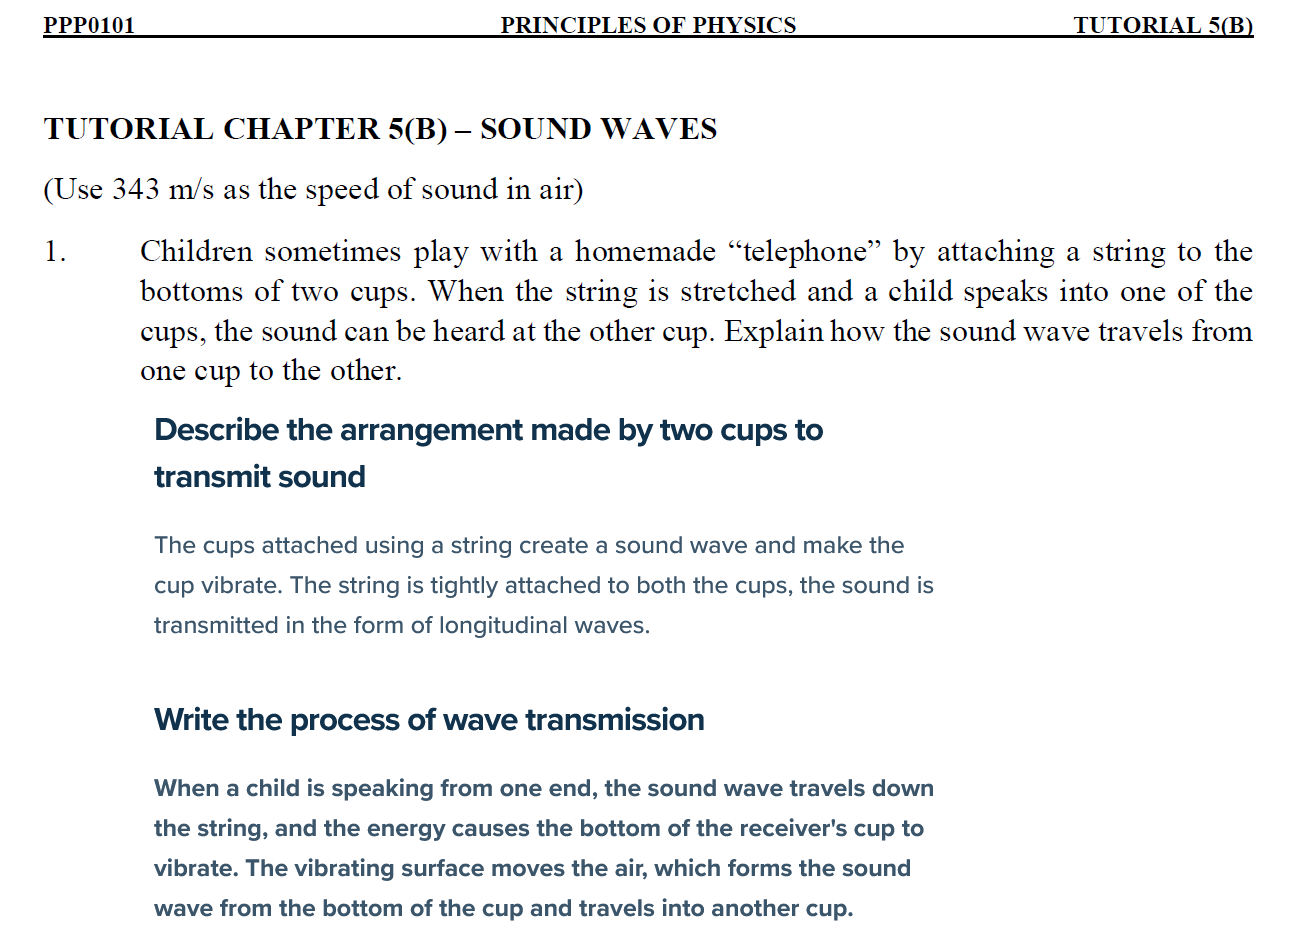 PPP0101 PRINCIPLES OF PHYSICS TUTORIAL 5(B)
TUTORIAL CHAPTER 5(B) – SOUND WAVES
(Use 343 m/s as the speed of sound in air)
1. Children sometimes play with a homemade “telephone” by attaching a string to the
bottoms of two cups. When the string is stretched and a child speaks into one of the
cups, the sound can be heard at the other cup. Explain how the sound wave travels from
one cup to the other.
Describe the arrangement made by two cups to
transmit sound
The cups attached using a string create a sound wave and make the
cup vibrate. The string is tightly attached to both the cups, the sound is
transmitted in the form of longitudinal waves.
Write the process of wave transmission
When a child is speaking from one end, the sound wave travels down
the string, and the energy causes the bottom of the receiver's cup to
vibrate. The vibrating surface moves the air, which forms the sound
wave from the bottom of the cup and travels into another cup.